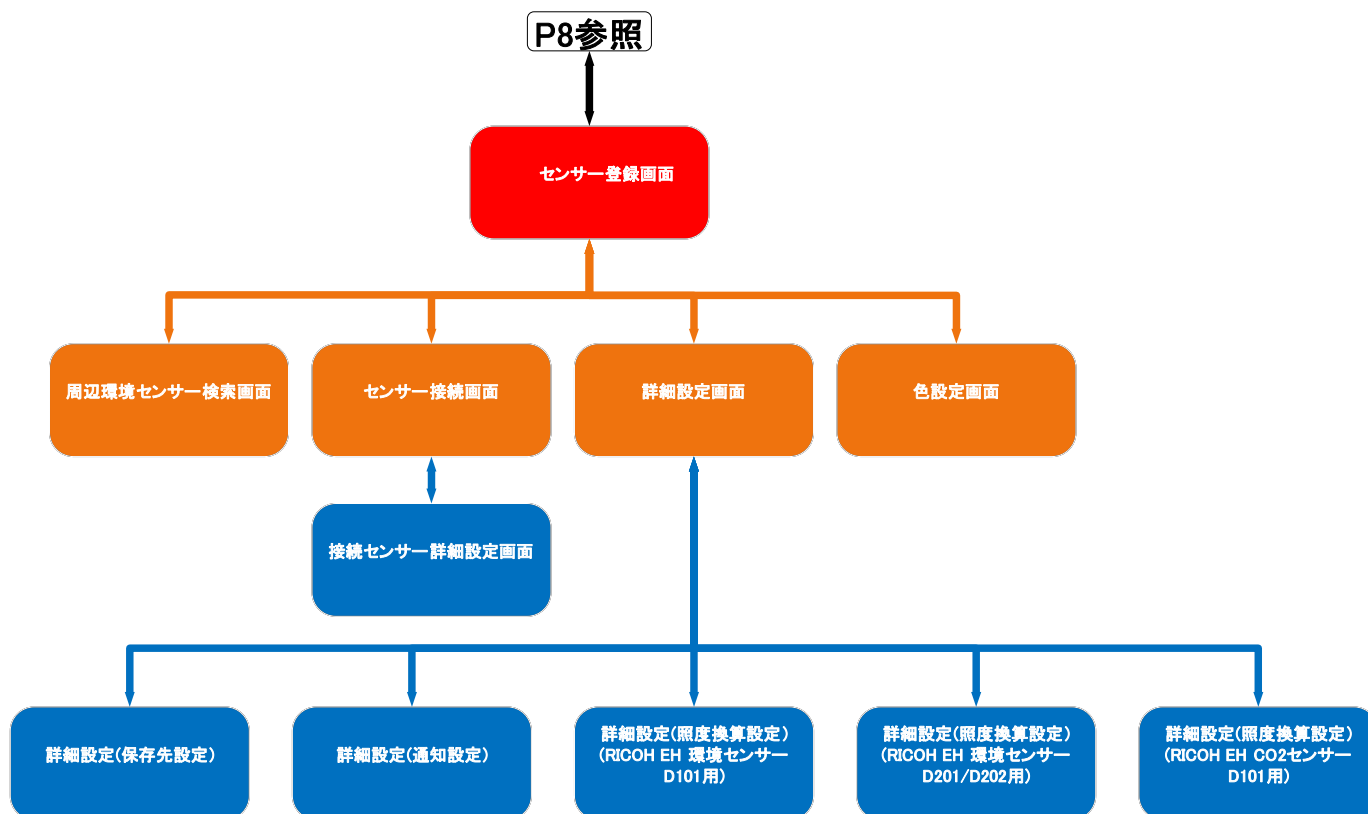 P8参照
センサー登録画面
周辺環境センサー検索画面
センサー接続画面
詳細設定画面
色設定画面
接続センサー詳細設定画面
詳細設定(保存先設定)
詳細設定(通知設定)
詳細設定(照度換算設定)
(RICOH EH 環境センサー
D101用)
詳細設定(照度換算設定)
(RICOH EH 環境センサー
D201/D202用)
詳細設定(照度換算設定)
(RICOH EH CO2センサー
D101用)